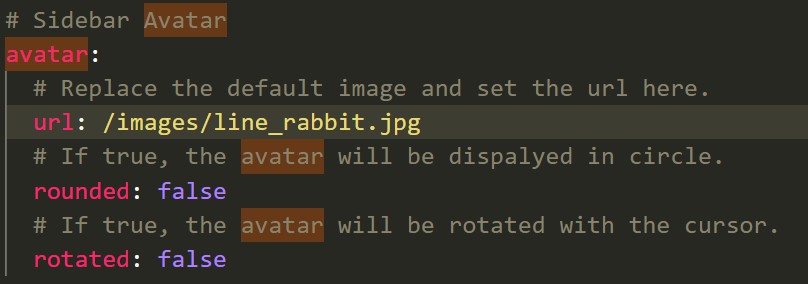 # Sidebar Avatar
avatar:
  # Replace the default image and set the url here.
  url: /images/line_rabbit.jpg
  # If true, the avatar will be dispalyed in circle.
  rounded: false
  # If true, the avatar will be rotated with the cursor.
  rotated: false